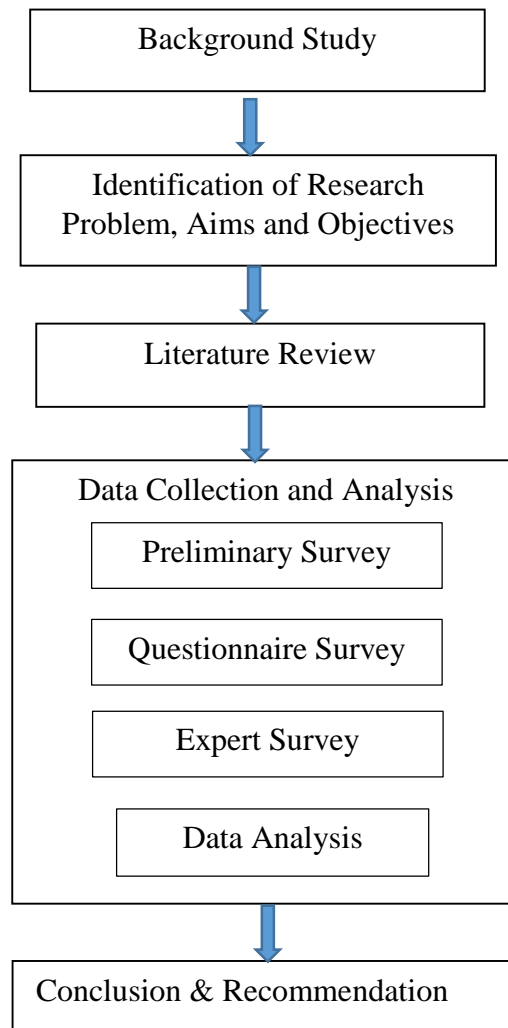 Background Study
Identification of Research
Problem, Aims and Objectives
Literature Review
Data Collection and Analysis
Preliminary Survey
Questionnaire Survey
Expert Survey
Data Analysis
Conclusion & Recommendation